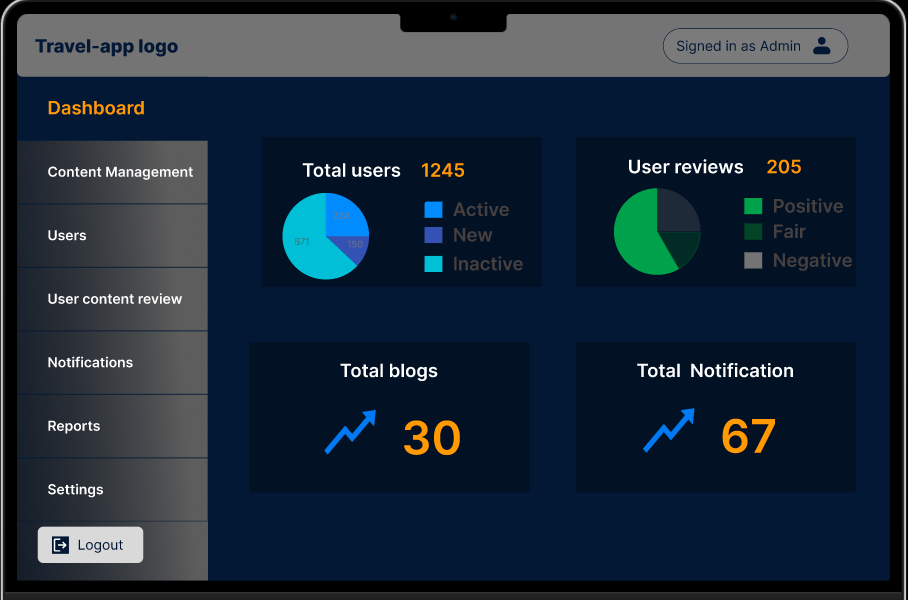 Travel-app logo
Signed in as Admin
Dashboard
Content Management
Users
User content review
Notifications
Reports
Settings
Logout
Total users 1245
871
150
Active
New
Inactive
User reviews 205
Positive
Fair
Negative
Total blogs
30
Total Notification
67